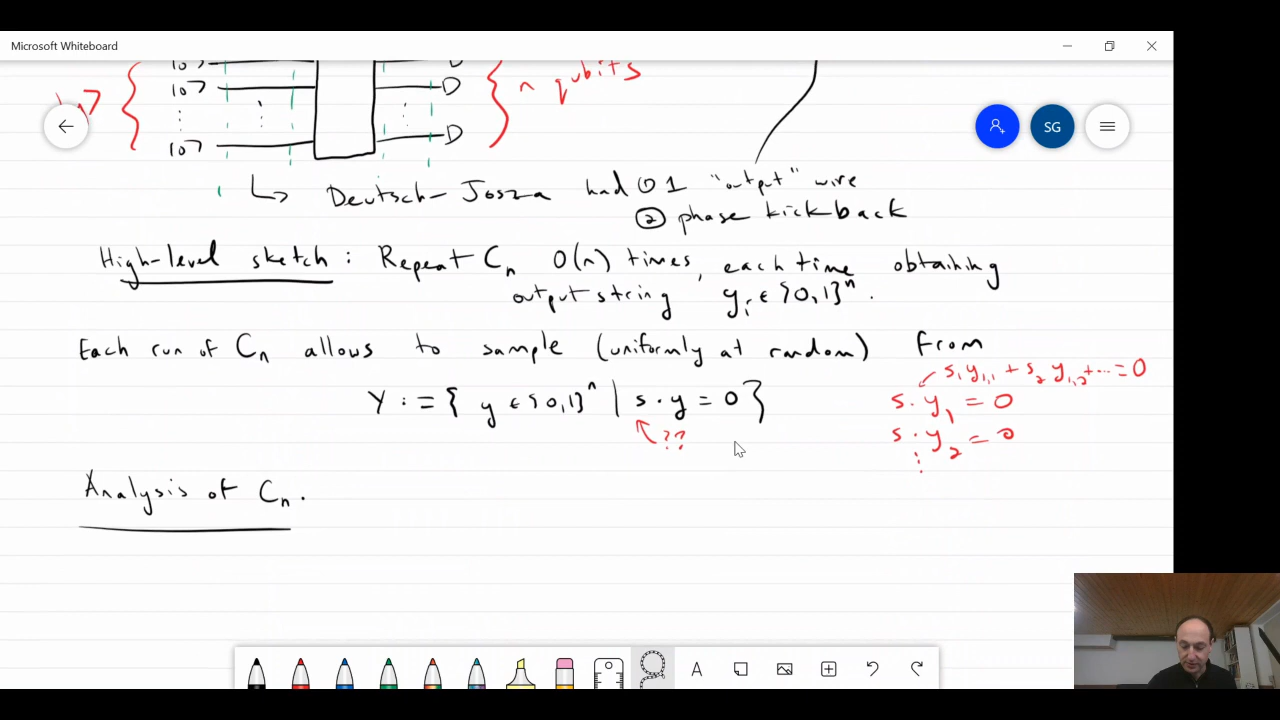 Microsoft Whiteboard
|0>
|0> D
n qubits
⋮ ⋮ ⋮
|0> D
SG
↳ Deutsch-Josza had ① 1 "output" wire
② phase kickback
High-level sketch: Repeat Cₙ O(n) times, each time obtaining
output string yᵢ ∈ {0,1}ⁿ.
Each run of Cₙ allows to sample (uniformly at random) from
s₁y₁,₁ + s₂y₁,₂ + ··· = 0
Y := { y ∈ {0,1}ⁿ | s · y = 0 }
s · y₁ = 0
??
s · y₂ = 0
⋮
Analysis of Cₙ.
A